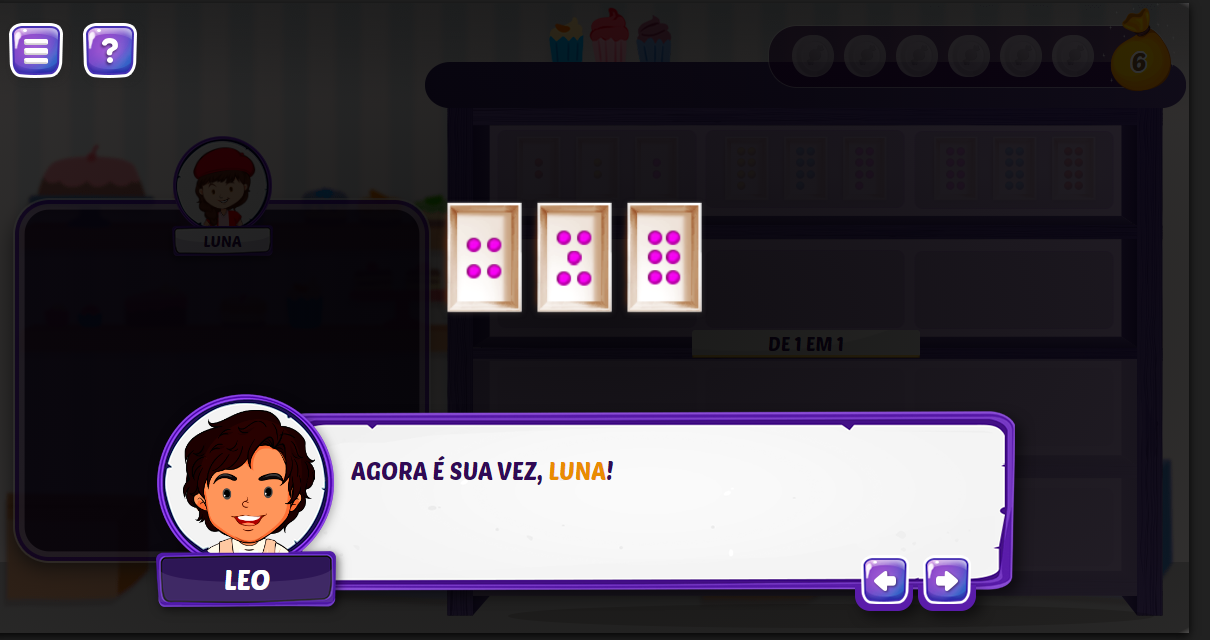 ?
6
LUNA
DE 1 EM 1
AGORA É SUA VEZ, LUNA!
LEO